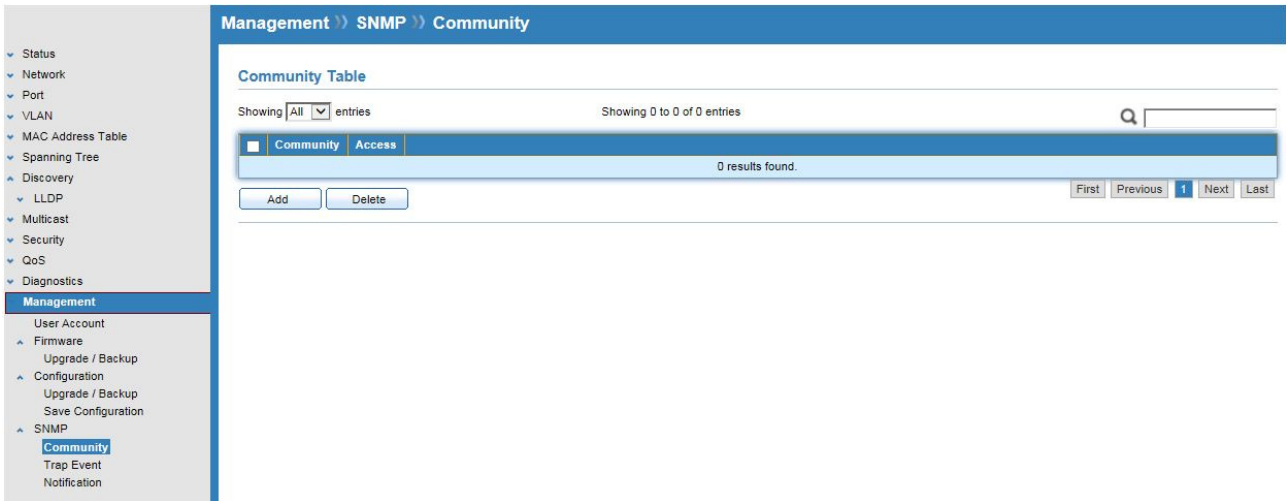 Management » SNMP » Community
Status
Network
Port
VLAN
MAC Address Table
Spanning Tree
Discovery
LLDP
Multicast
Security
QoS
Diagnostics
Management
User Account
Firmware
Upgrade / Backup
Configuration
Upgrade / Backup
Save Configuration
SNMP
Community
Trap Event
Notification
Community Table
Showing All entries Showing 0 to 0 of 0 entries
Community Access
0 results found.
Add Delete First Previous 1 Next Last